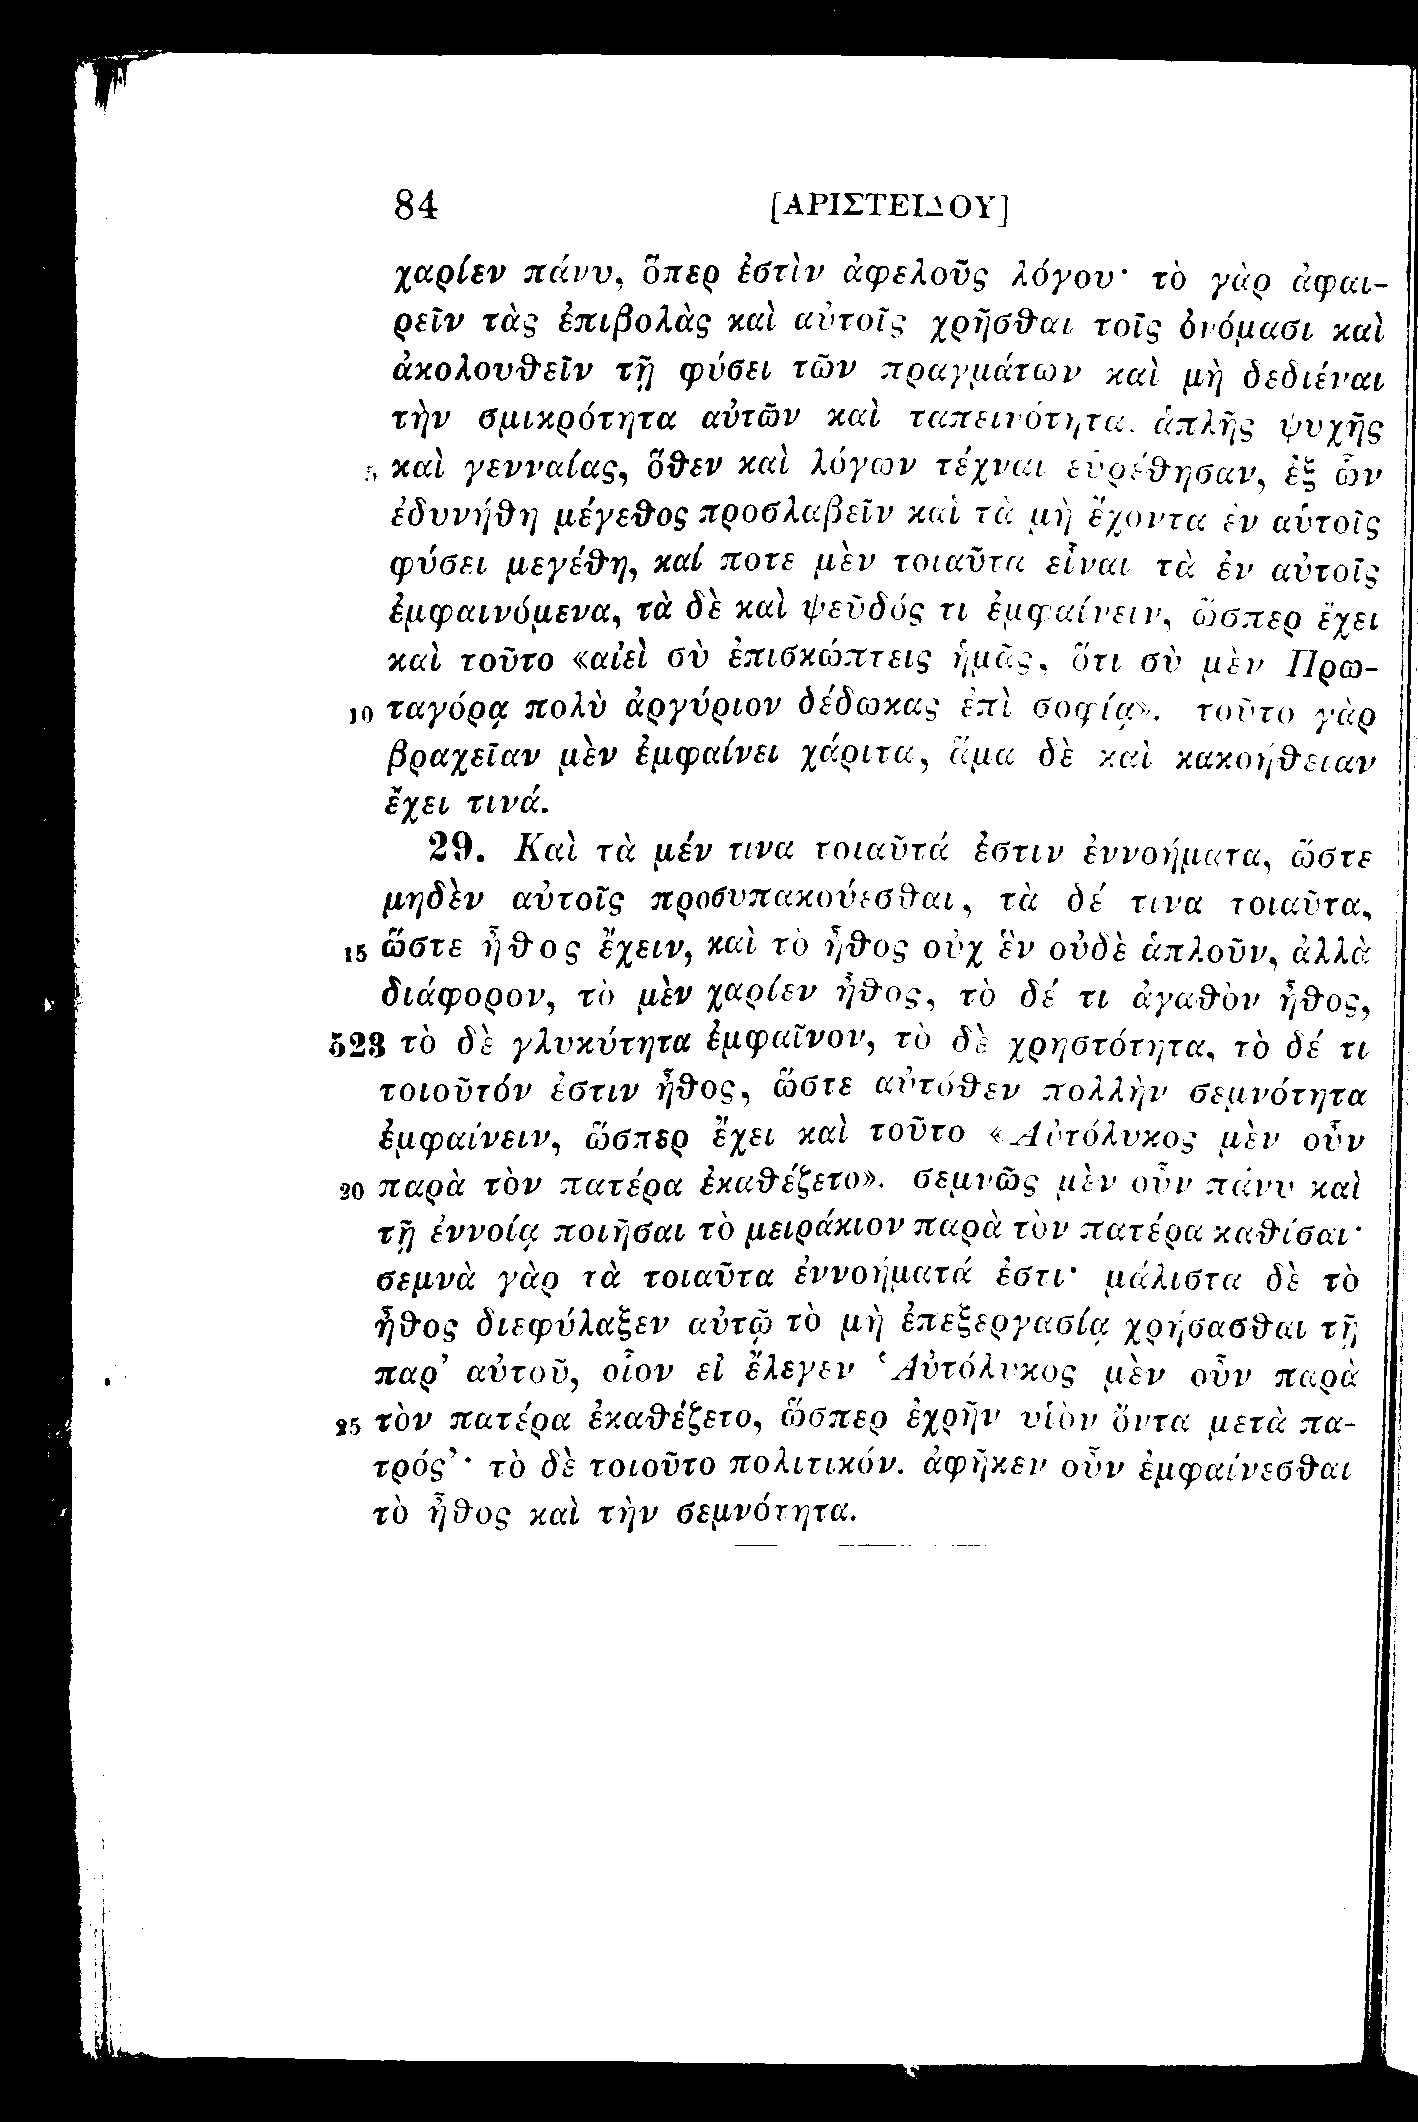 84 [ΑΡΙΣΤΕΙΔΟΥ]
χαρίεν πάνυ, ὅπερ ἐστὶν ἀφελοῦς λόγου· τὸ γὰρ ἀφαι-
ρεῖν τὰς ἐπιβολὰς καὶ αὐτοῖς χρῆσθαι τοῖς ὀνόμασι καὶ
ἀκολουθεῖν τῇ φύσει τῶν πραγμάτων καὶ μὴ δεδιέναι
τὴν σμικρότητα αὐτῶν καὶ ταπεινότητα, ἁπλῆς ψυχῆς
5 καὶ γενναίας, ὅθεν καὶ λόγων τέχναι εὑρέθησαν, ἐξ ὧν
ἐδυνήθη μέγεθος προσλαβεῖν καὶ τὰ μὴ ἔχοντα ἐν αὑτοῖς
φύσει μεγέθη, καί ποτε μὲν τοιαῦτα εἶναι τὰ ἐν αὐτοῖς
ἐμφαινόμενα, τὰ δὲ καὶ ψεῦδός τι ἐμφαίνειν, ὥσπερ ἔχει
καὶ τοῦτο «αἰεὶ σὺ ἐπισκώπτεις ἡμᾶς, ὅτι σὺ μὲν Πρω-
10 ταγόρᾳ πολὺ ἀργύριον δέδωκας ἐπὶ σοφίᾳ». τοῦτο γὰρ
βραχεῖαν μὲν ἐμφαίνει χάριτα, ἅμα δὲ καὶ κακοήθειαν
ἔχει τινά.
29. Καὶ τὰ μέν τινα τοιαῦτά ἐστιν ἐννοήματα, ὥστε
μηδὲν αὐτοῖς προσυπακούεσθαι, τὰ δέ τινα τοιαῦτα,
15 ὥστε ἦθος ἔχειν, καὶ τὸ ἦθος οὐχ ἓν οὐδὲ ἁπλοῦν, ἀλλὰ
διάφορον, τὸ μὲν χαρίεν ἦθος, τὸ δέ τι ἀγαθὸν ἦθος,
523 τὸ δὲ γλυκύτητα ἐμφαῖνον, τὸ δὲ χρηστότητα, τὸ δέ τι
τοιοῦτόν ἐστιν ἦθος, ὥστε αὐτόθεν πολλὴν σεμνότητα
ἐμφαίνειν, ὥσπερ ἔχει καὶ τοῦτο «Αὐτόλυκος μὲν οὖν
20 παρὰ τὸν πατέρα ἐκαθέζετο». σεμνῶς μὲν οὖν πάνυ καὶ
τῇ ἐννοίᾳ ποιῆσαι τὸ μειράκιον παρὰ τὸν πατέρα καθίσαι·
σεμνὰ γὰρ τὰ τοιαῦτα ἐννοήματά ἐστι· μάλιστα δὲ τὸ
ἦθος διεφύλαξεν αὐτῷ τὸ μὴ ἐπεξεργασίᾳ χρήσασθαι τῇ
παρ’ αὐτοῦ, οἷον εἰ ἔλεγεν ‘Αὐτόλυκος μὲν οὖν παρὰ
25 τὸν πατέρα ἐκαθέζετο, ὥσπερ ἐχρῆν υἱὸν ὄντα μετὰ πα-
τρός’· τὸ δὲ τοιοῦτο πολιτικόν. ἀφῆκεν οὖν ἐμφαίνεσθαι
τὸ ἦθος καὶ τὴν σεμνότητα.